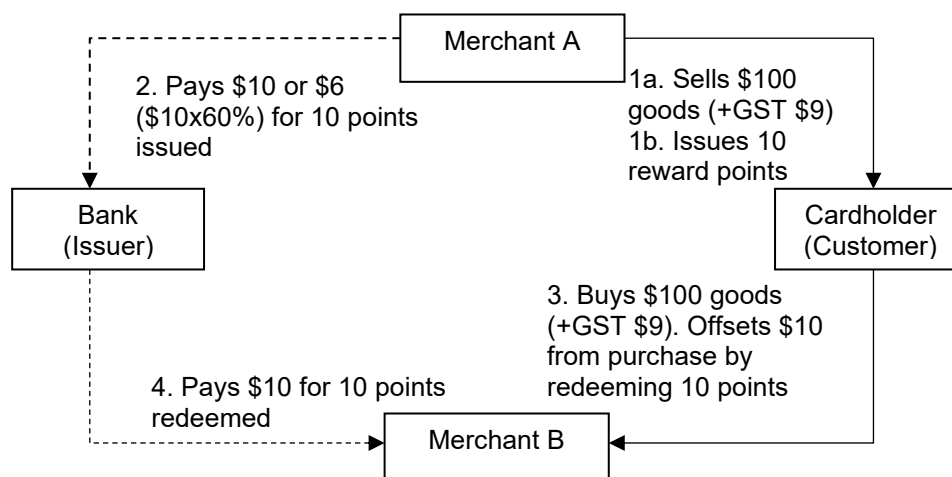 Merchant A
2. Pays $10 or $6
($10x60%) for 10 points
issued
1a. Sells $100
goods (+GST $9)
1b. Issues 10
reward points
Bank
(Issuer)
Cardholder
(Customer)
3. Buys $100 goods
(+GST $9). Offsets $10
from purchase by
redeeming 10 points
4. Pays $10 for 10 points
redeemed
Merchant B